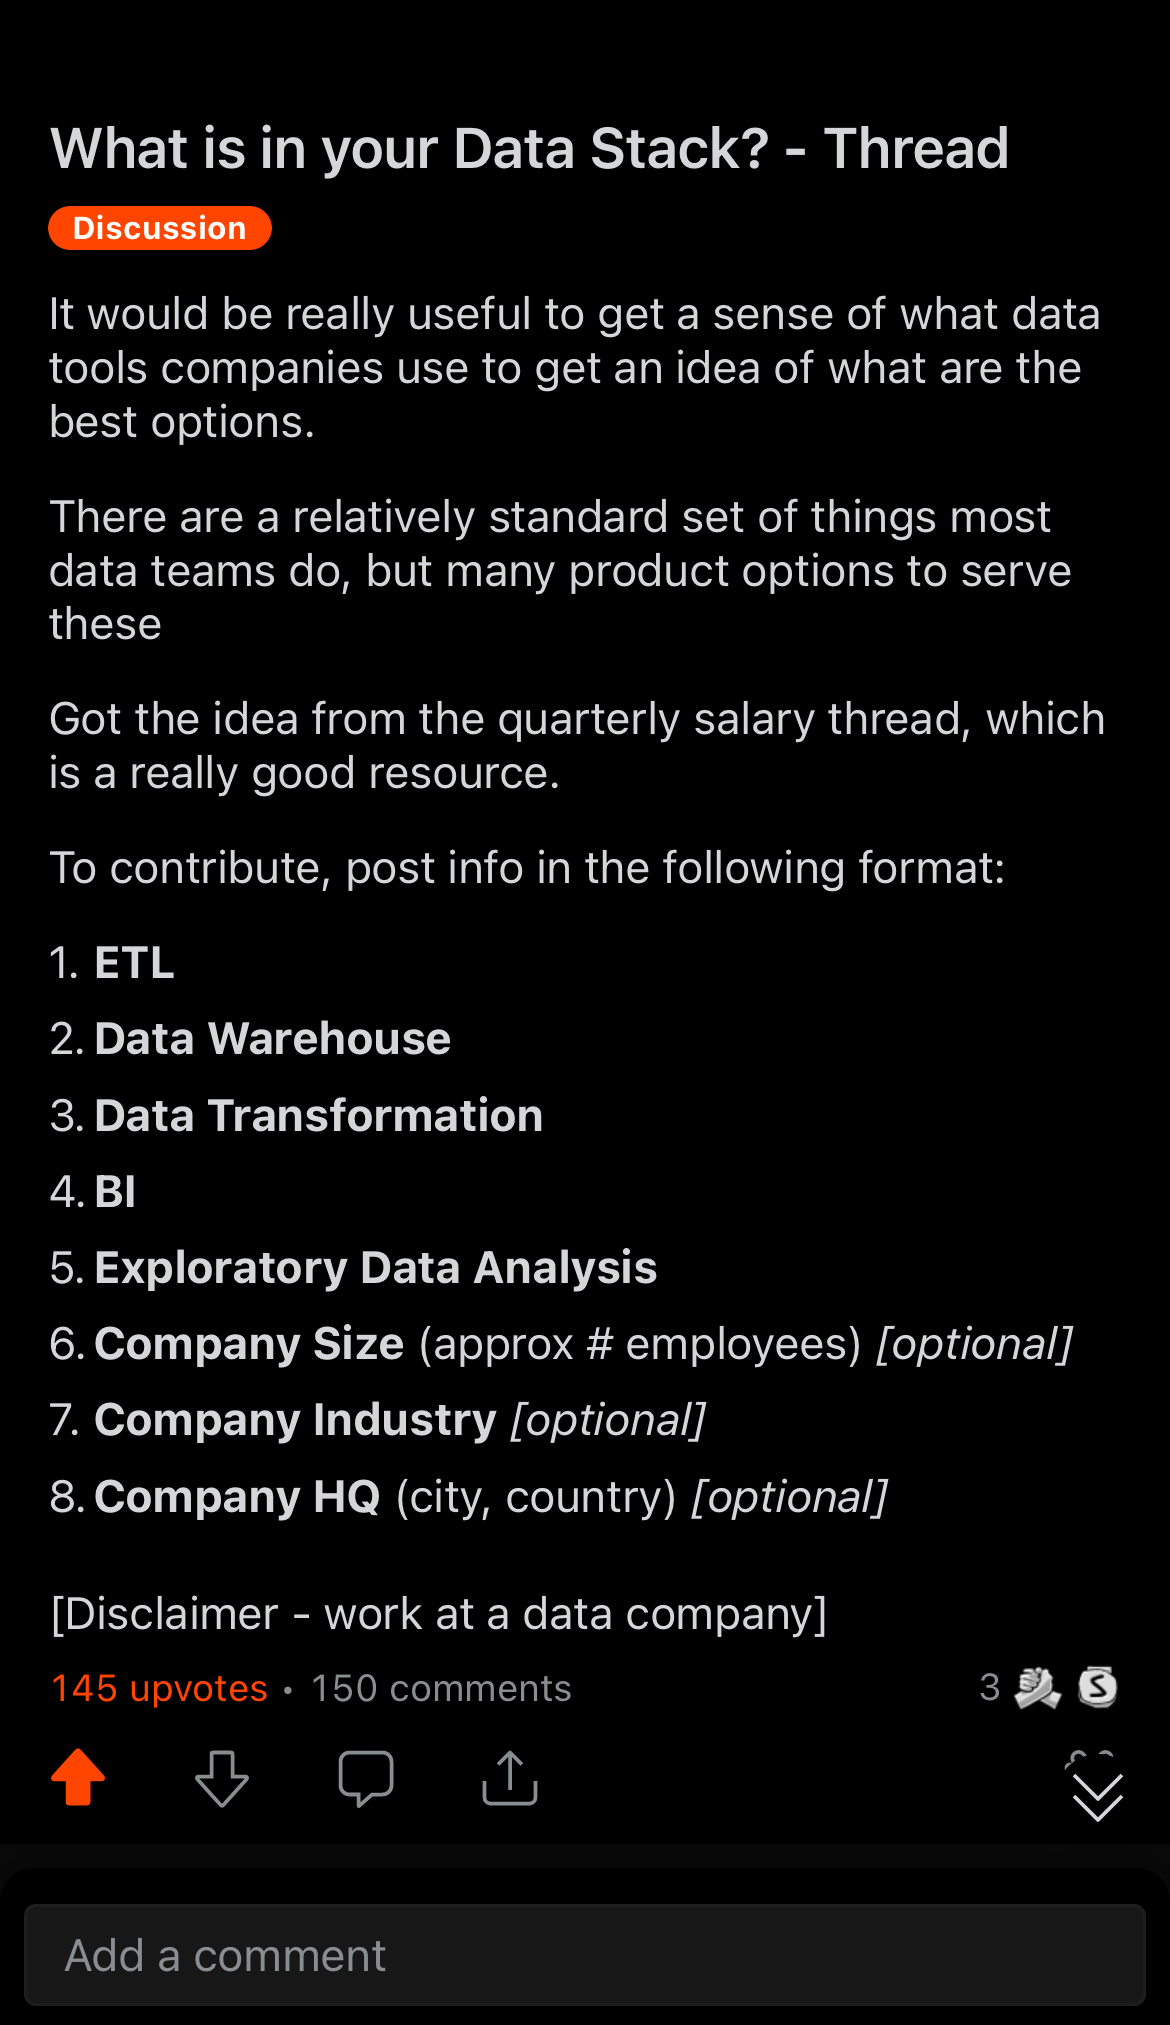 What is in your Data Stack? - Thread
Discussion
It would be really useful to get a sense of what data
tools companies use to get an idea of what are the
best options.
There are a relatively standard set of things most
data teams do, but many product options to serve
these
Got the idea from the quarterly salary thread, which
is a really good resource.
To contribute, post info in the following format:
1. ETL
2. Data Warehouse
3. Data Transformation
4. BI
5. Exploratory Data Analysis
6. Company Size (approx # employees) [optional]
7. Company Industry [optional]
8. Company HQ (city, country) [optional]
[Disclaimer - work at a data company]
145 upvotes • 150 comments 3 S
Add a comment